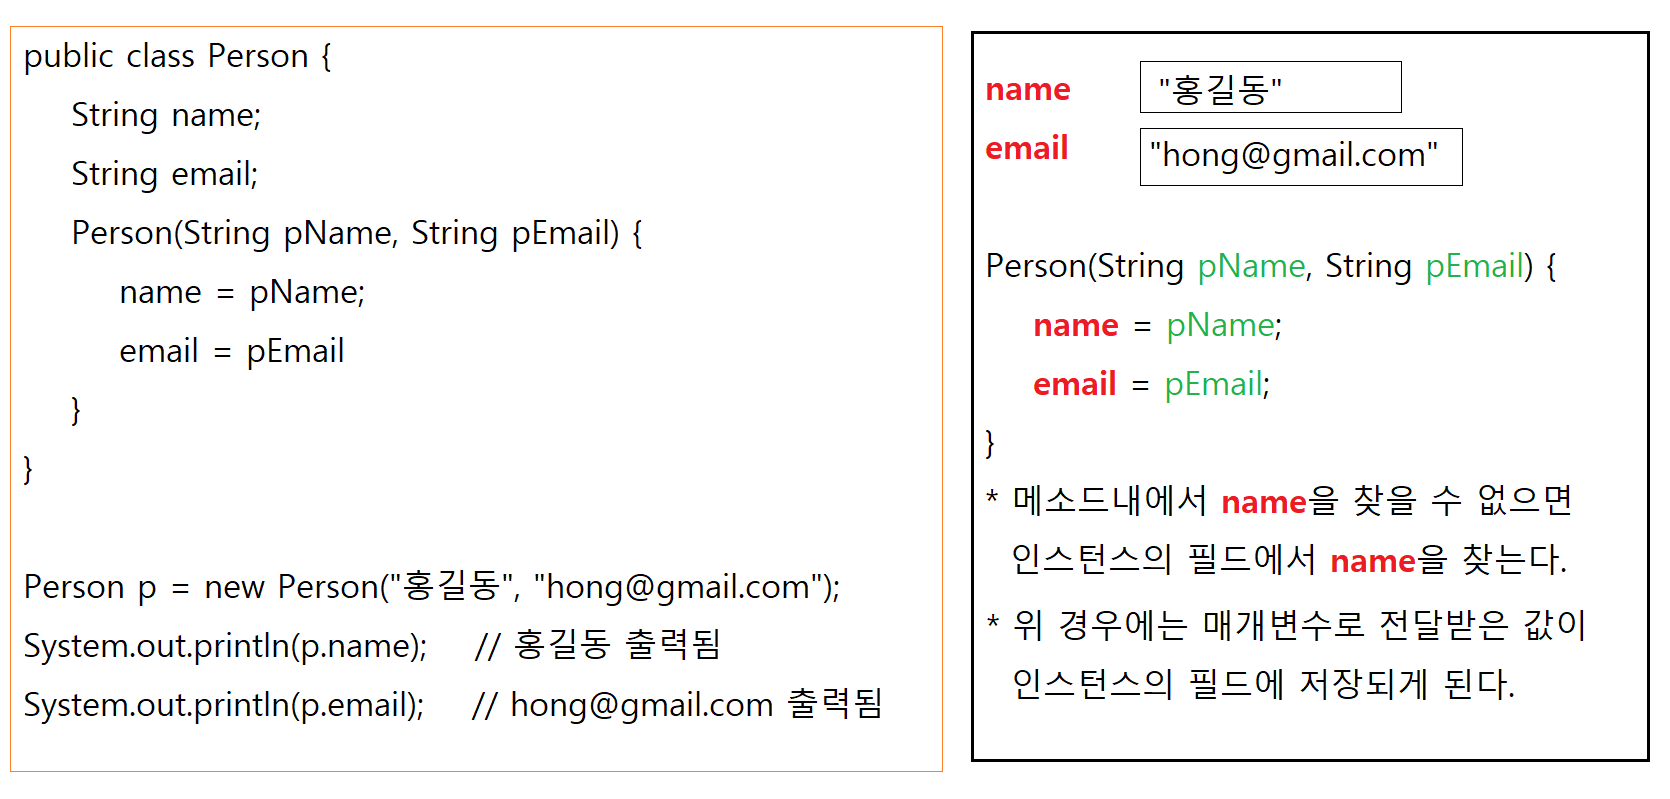 public class Person {
String name;
String email;
Person(String pName, String pEmail) {
name = pName;
email = pEmail
}
}
Person p = new Person("홍길동", "hong@gmail.com");
System.out.println(p.name); // 홍길동 출력됨
System.out.println(p.email); // hong@gmail.com 출력됨
name "홍길동"
email "hong@gmail.com"
Person(String pName, String pEmail) {
name = pName;
email = pEmail;
}
* 메소드내에서 name을 찾을 수 없으면
인스턴스의 필드에서 name을 찾는다.
* 위 경우에는 매개변수로 전달받은 값이
인스턴스의 필드에 저장되게 된다.